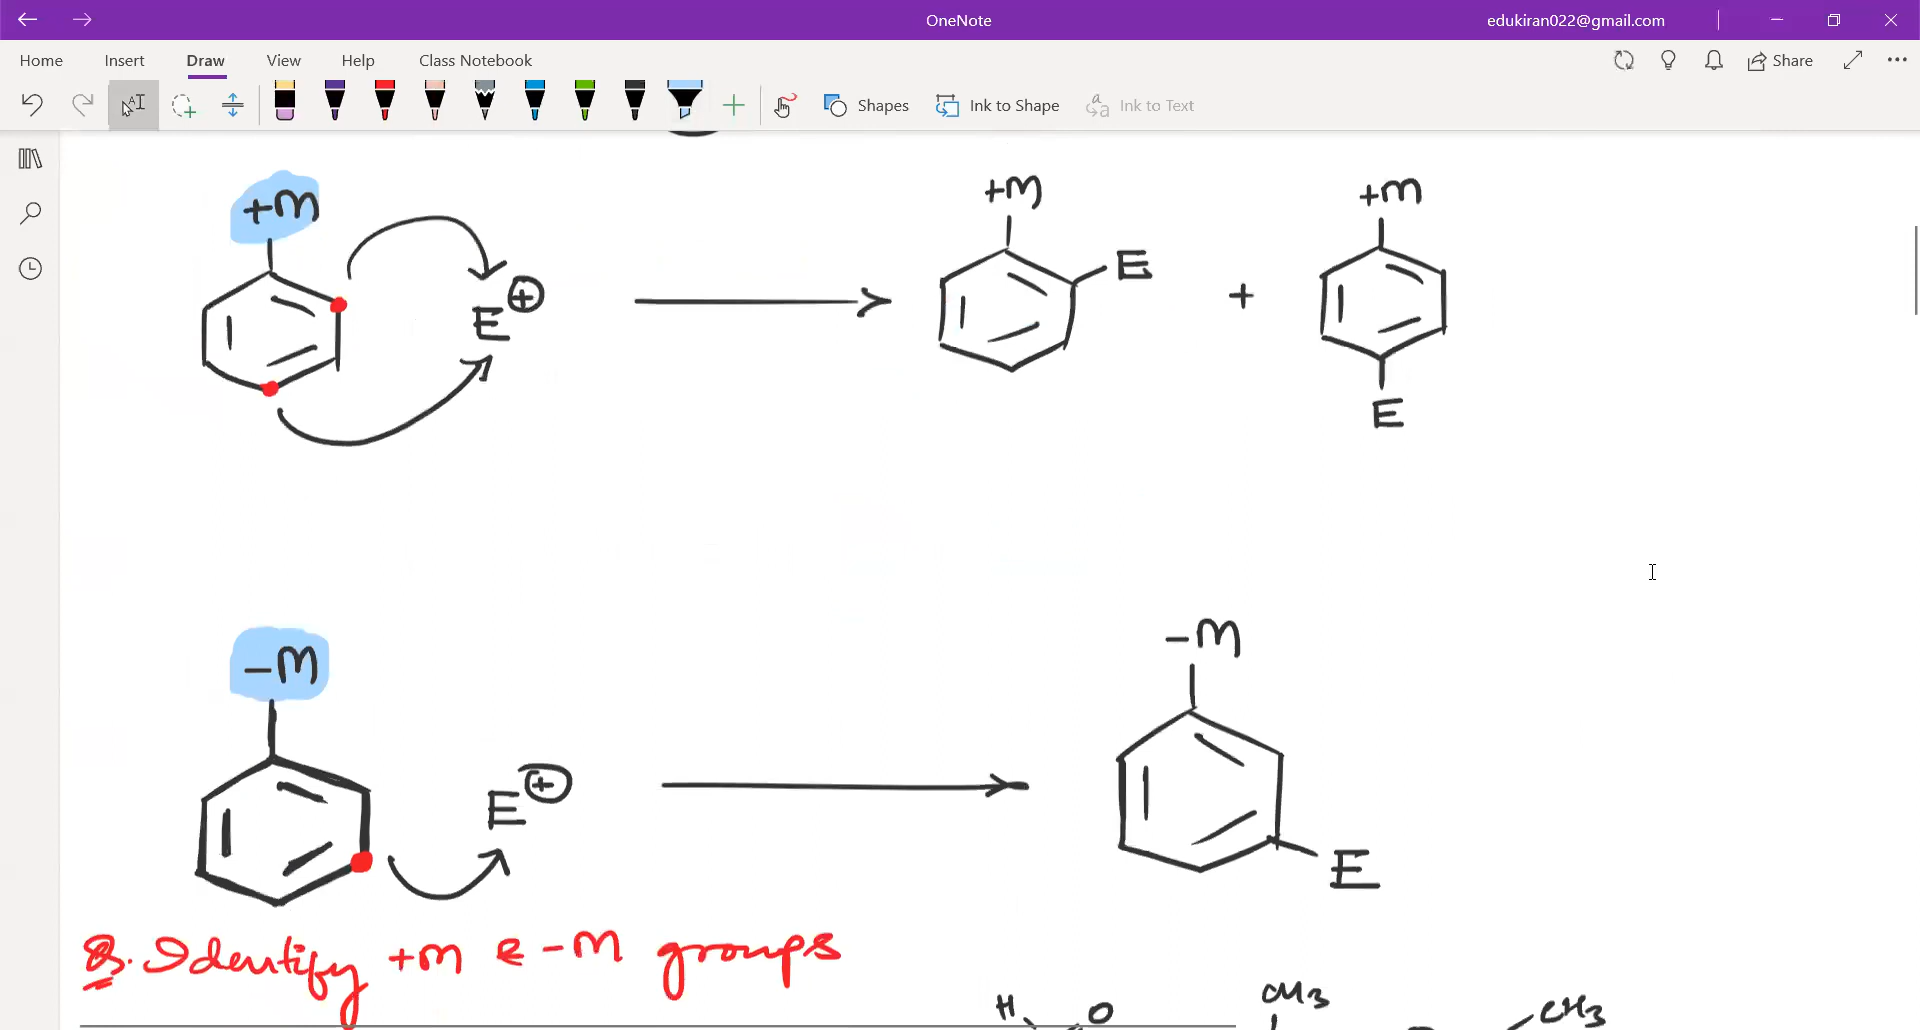 OneNote
edukiran022@gmail.com
Home Insert Draw View Help Class Notebook
Share
Shapes Ink to Shape Ink to Text
+M +M +M
E
E⊕ +
E
-M -M
E⊕
E
Q. Identify +M & -M groups
H O CH3 CH3